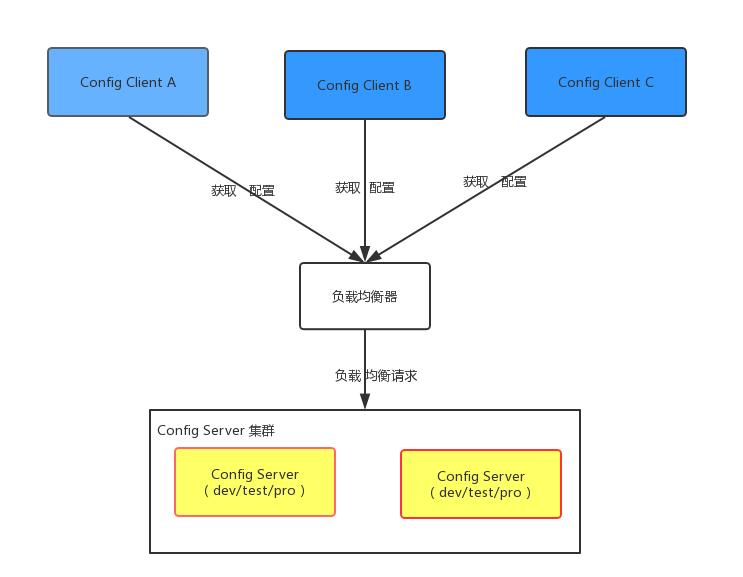 Config Client A
Config Client B
Config Client C
获取 配置
获取 配置
获取 配置
负载均衡器
负载 均衡请求
Config Server 集群
Config Server
( dev/test/pro )
Config Server
( dev/test/pro )